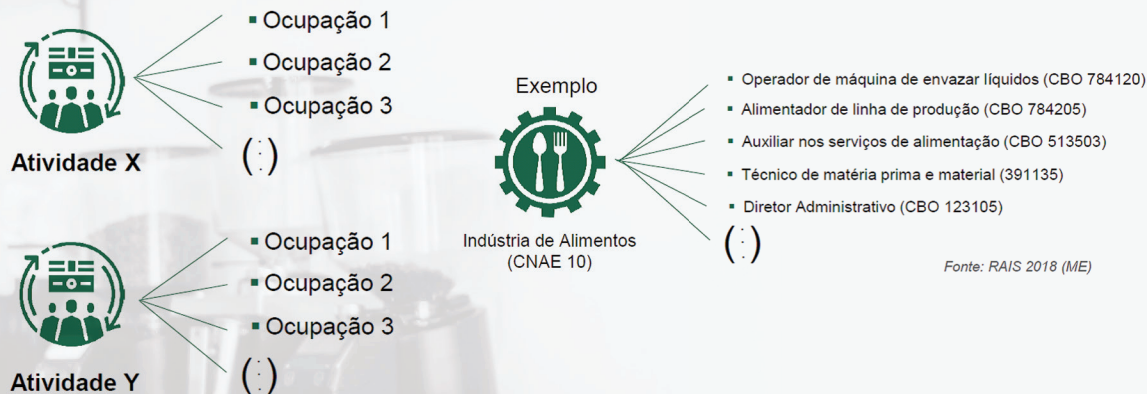 ▪ Ocupação 1
▪ Ocupação 2
▪ Ocupação 3
(⋮)
Atividade X
▪ Ocupação 1
▪ Ocupação 2
▪ Ocupação 3
(⋮)
Atividade Y
Exemplo
Indústria de Alimentos
(CNAE 10)
▪ Operador de máquina de envazar líquidos (CBO 784120)
▪ Alimentador de linha de produção (CBO 784205)
▪ Auxiliar nos serviços de alimentação (CBO 513503)
▪ Técnico de matéria prima e material (391135)
▪ Diretor Administrativo (CBO 123105)
(⋮)
Fonte: RAIS 2018 (ME)